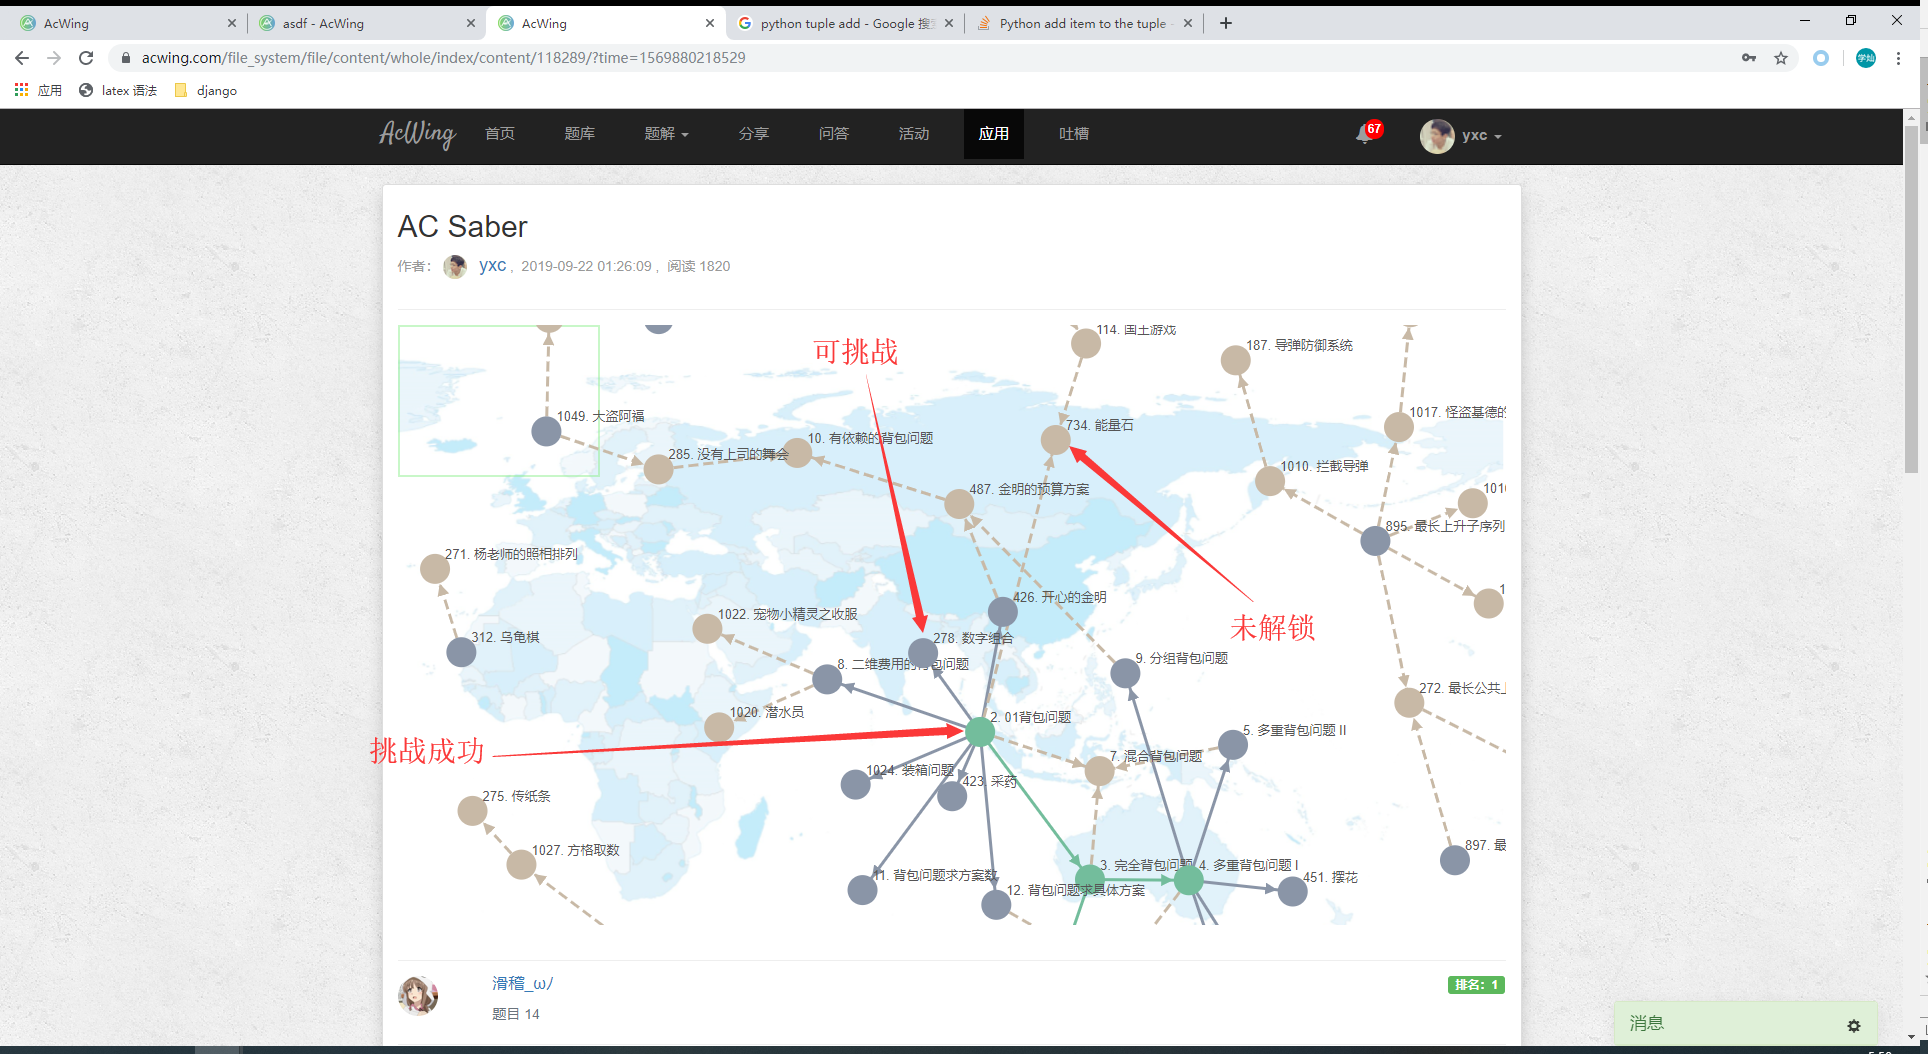 AcWing
asdf - AcWing
AcWing
python tuple add - Google 搜
Python add item to the tuple
acwing.com/file_system/file/content/whole/index/content/118289/?time=1569880218529
学灿
应用
latex 语法
django
AcWing
首页
题库
题解
分享
问答
活动
应用
吐槽
67
yxc
AC Saber
作者：
yxc , 2019-09-22 01:26:09 , 阅读 1820
114. 国王游戏
187. 导弹防御系统
可挑战
1049. 大盗阿福
1017. 怪盗基德的
734. 能量石
10. 有依赖的背包问题
285. 没有上司的舞会
1010. 拦截导弹
487. 金明的预算方案
895. 最长上升子序列
271. 杨老师的照相排列
426. 开心的金明
1022. 宠物小精灵之收服
未解锁
312. 乌龟棋
278. 数字组合
8. 二维费用的背包问题
9. 分组背包问题
272. 最长公共上
1020. 潜水员
2. 01背包问题
5. 多重背包问题 II
挑战成功
7. 混合背包问题
1024. 装箱问题
423. 采药
275. 传纸条
1027. 方格取数
897. 最
3. 完全背包问题
4. 多重背包问题 I
11. 背包问题求方案数
451. 摆花
12. 背包问题求具体方案
滑稽_ω/
排名：1
题目 14
消息